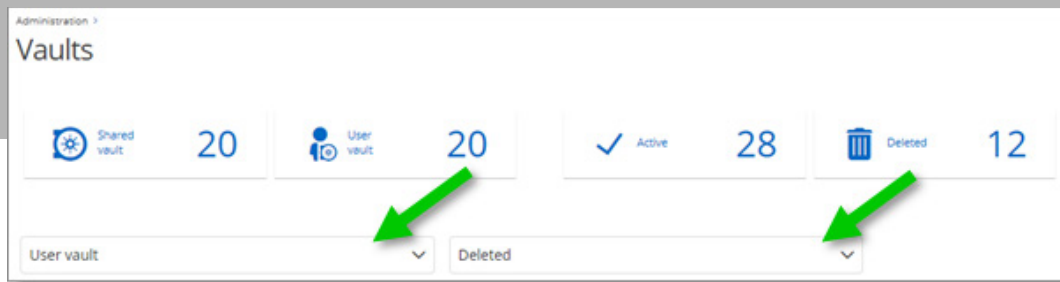 Administration >
Vaults
Shared vault 20
User vault 20
Active 28
Deleted 12
User vault
Deleted